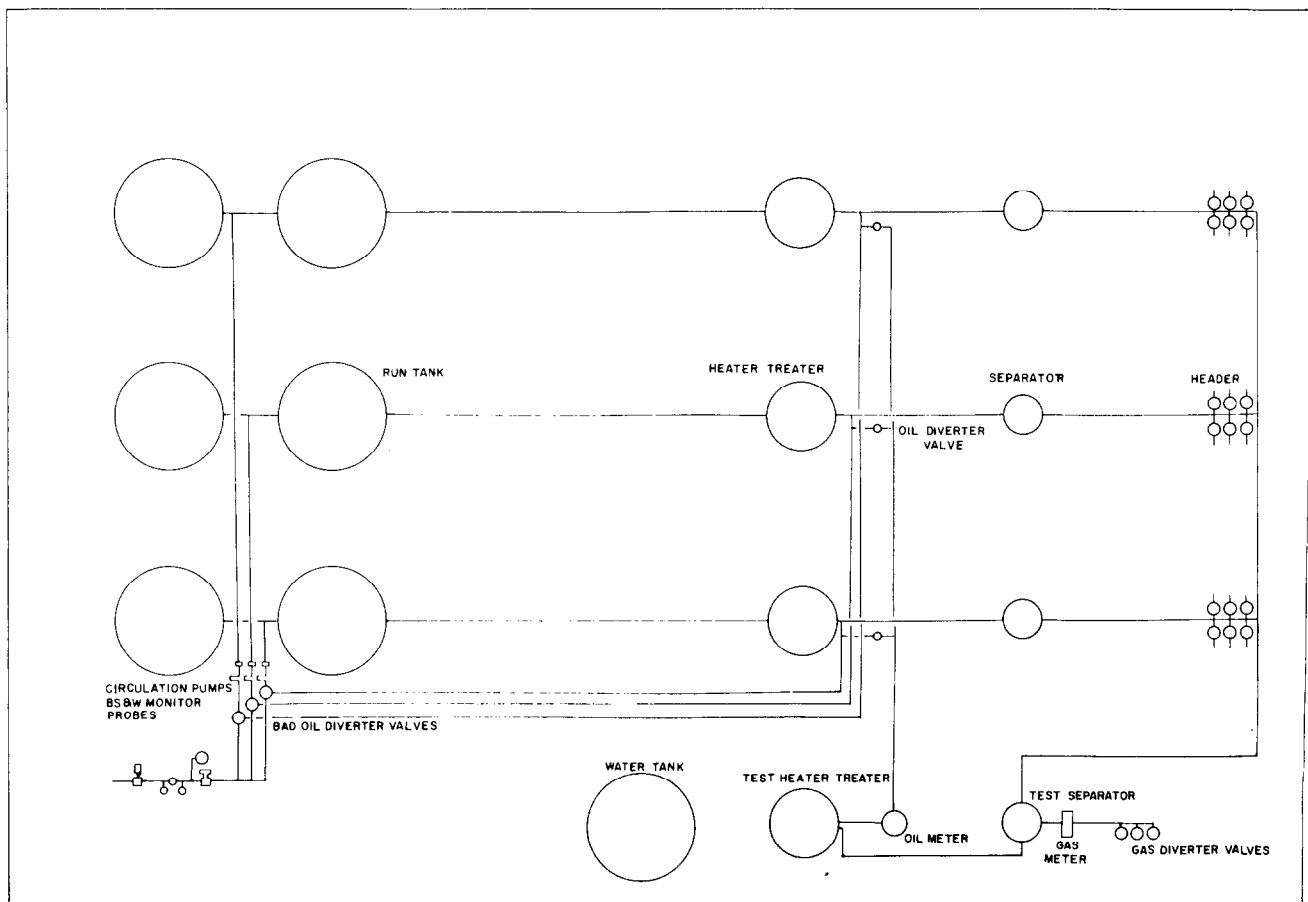 RUN TANK
HEATER TREATER
SEPARATOR
HEADER
OIL DIVERTER
VALVE
CIRCULATION PUMPS
BS&W MONITOR
PROBES
BAD OIL DIVERTER VALVES
WATER TANK
TEST HEATER TREATER
TEST SEPARATOR
OIL METER
GAS
METER
GAS DIVERTER VALVES